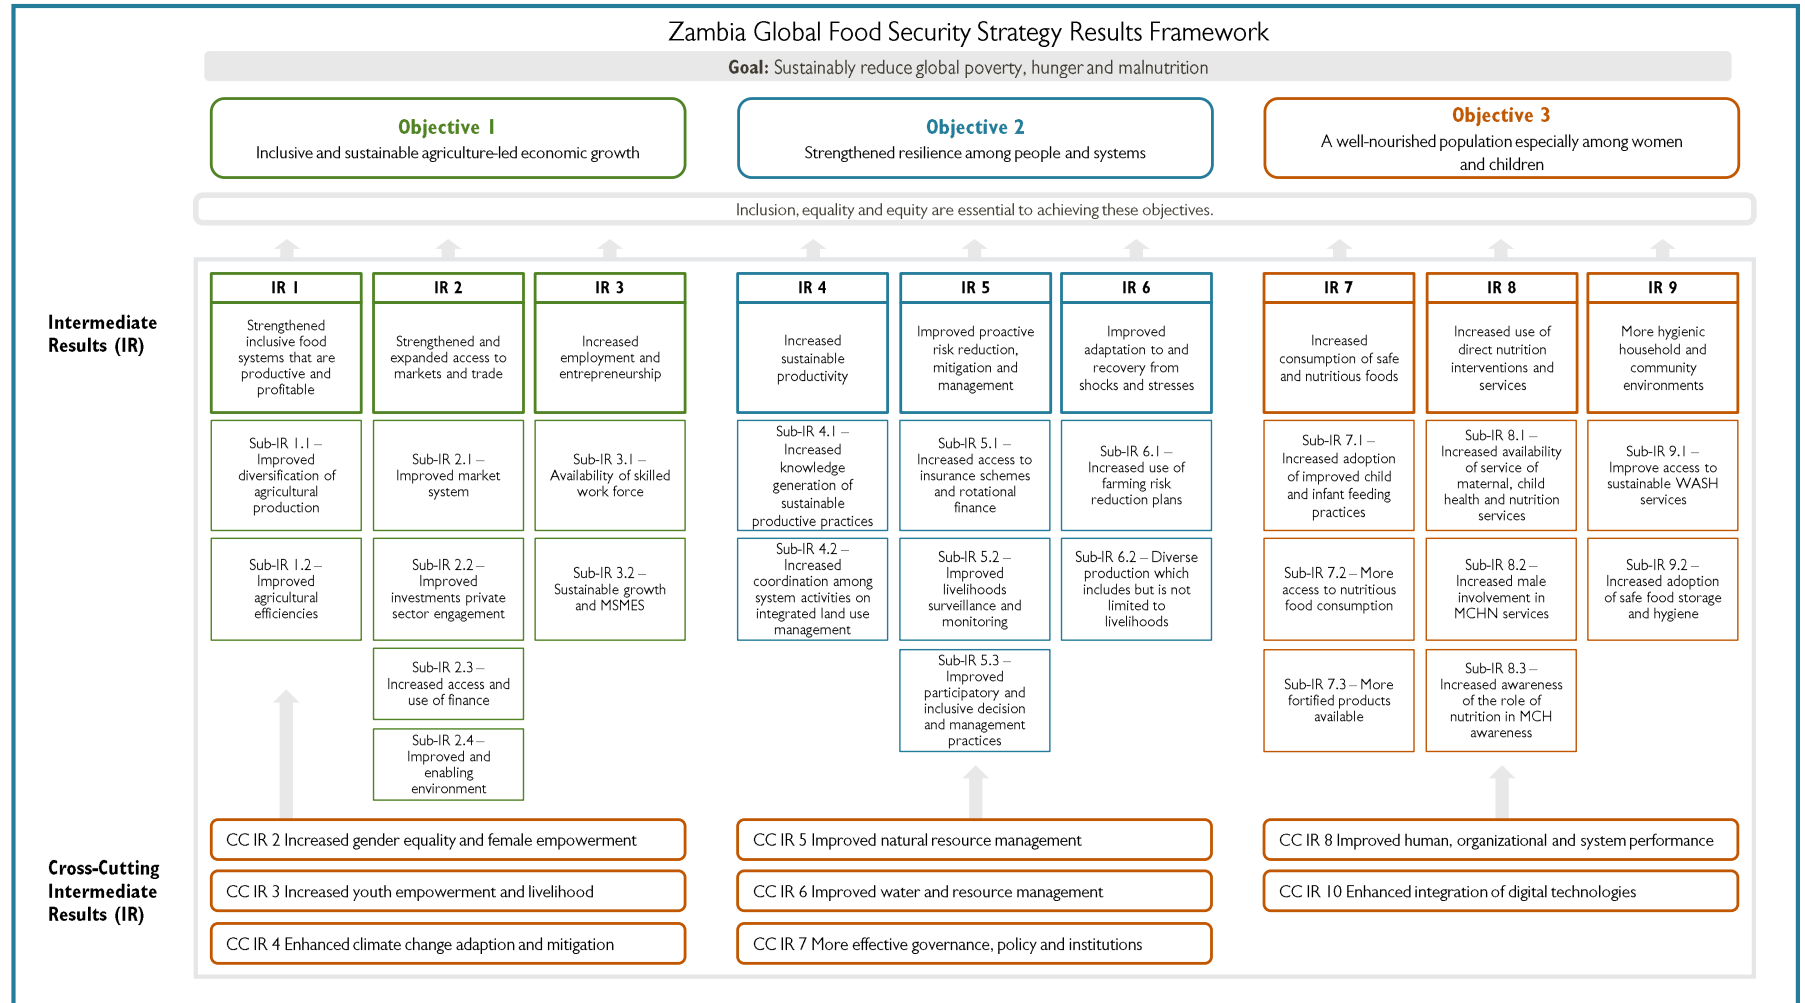 Zambia Global Food Security Strategy Results Framework
Goal: Sustainably reduce global poverty, hunger and malnutrition
Objective 1
Inclusive and sustainable agriculture-led economic growth
Objective 2
Strengthened resilience among people and systems
Objective 3
A well-nourished population especially among women
and children
Inclusion, equality and equity are essential to achieving these objectives.
Intermediate
Results (IR)
IR 1
Strengthened
inclusive food
systems that are
productive and
profitable
IR 2
Strengthened and
expanded access to
markets and trade
IR 3
Increased
employment and
entrepreneurship
IR 4
Increased
sustainable
productivity
IR 5
Improved proactive
risk reduction,
mitigation and
management
IR 6
Improved
adaptation to and
recovery from
shocks and stresses
IR 7
Increased
consumption of safe
and nutritious foods
IR 8
Increased use of
direct nutrition
interventions and
services
IR 9
More hygienic
household and
community
environments
Sub-IR 1.1 –
Improved
diversification of
agricultural
production
Sub-IR 2.1 –
Improved market
system
Sub-IR 3.1 –
Availability of skilled
work force
Sub-IR 4.1 –
Increased
knowledge
generation of
sustainable
productive practices
Sub-IR 5.1 –
Increased access to
insurance schemes
and rotational
finance
Sub-IR 6.1 –
Increased use of
farming risk
reduction plans
Sub-IR 7.1 –
Increased adoption
of improved child
and infant feeding
practices
Sub-IR 8.1 –
Increased availability
of service of
maternal, child
health and nutrition
services
Sub-IR 9.1 –
Improve access to
sustainable WASH
services
Sub-IR 1.2 –
Improved
agricultural
efficiencies
Sub-IR 2.2 –
Improved
investments private
sector engagement
Sub-IR 3.2 –
Sustainable growth
and MSMES
Sub-IR 4.2 –
Increased
coordination among
system activities on
integrated land use
management
Sub-IR 5.2 –
Improved
livelihoods
surveillance and
monitoring
Sub-IR 6.2 – Diverse
production which
includes but is not
limited to
livelihoods
Sub-IR 7.2 – More
access to nutritious
food consumption
Sub-IR 8.2 –
Increased male
involvement in
MCHN services
Sub-IR 9.2 –
Increased adoption
of safe food storage
and hygiene
Sub-IR 2.3 –
Increased access and
use of finance
Sub-IR 5.3 –
Improved
participatory and
inclusive decision
and management
practices
Sub-IR 7.3 – More
fortified products
available
Sub-IR 8.3 –
Increased awareness
of the role of
nutrition in MCH
awareness
Sub-IR 2.4 –
Improved and
enabling
environment
Cross-Cutting
Intermediate
Results (IR)
CC IR 2 Increased gender equality and female empowerment
CC IR 3 Increased youth empowerment and livelihood
CC IR 4 Enhanced climate change adaption and mitigation
CC IR 5 Improved natural resource management
CC IR 6 Improved water and resource management
CC IR 7 More effective governance, policy and institutions
CC IR 8 Improved human, organizational and system performance
CC IR 10 Enhanced integration of digital technologies